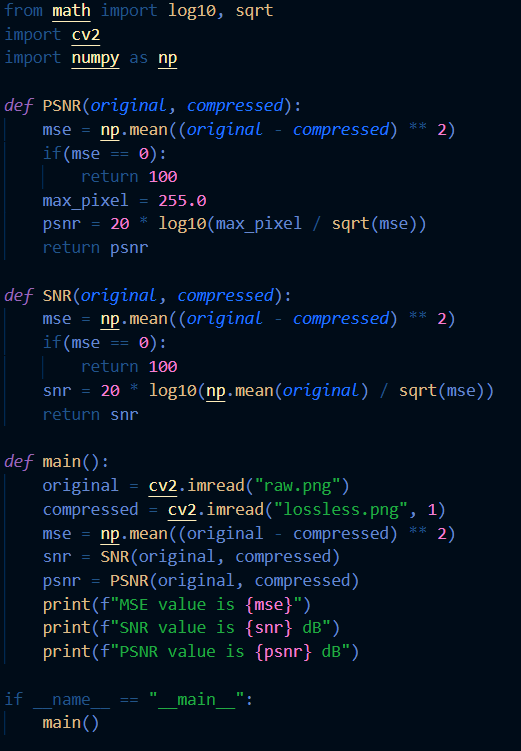 from math import log10, sqrt
import cv2
import numpy as np

def PSNR(original, compressed):
    mse = np.mean((original - compressed) ** 2)
    if(mse == 0):
        return 100
    max_pixel = 255.0
    psnr = 20 * log10(max_pixel / sqrt(mse))
    return psnr

def SNR(original, compressed):
    mse = np.mean((original - compressed) ** 2)
    if(mse == 0):
        return 100
    snr = 20 * log10(np.mean(original) / sqrt(mse))
    return snr

def main():
    original = cv2.imread("raw.png")
    compressed = cv2.imread("lossless.png", 1)
    mse = np.mean((original - compressed) ** 2)
    snr = SNR(original, compressed)
    psnr = PSNR(original, compressed)
    print(f"MSE value is {mse}")
    print(f"SNR value is {snr} dB")
    print(f"PSNR value is {psnr} dB")

if __name__ == "__main__":
    main()